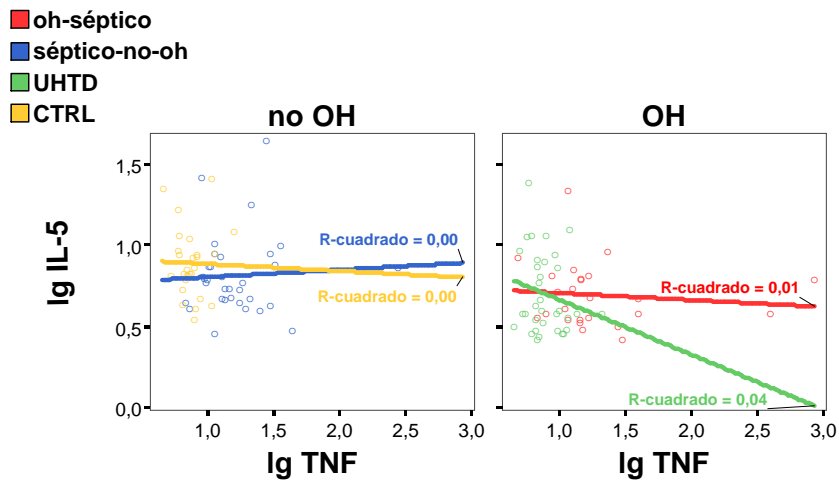 oh-séptico
séptico-no-oh
UHTD
CTRL
no OH
OH
lg IL-5
1,5
1,0
0,5
0,0
R-cuadrado = 0,00
R-cuadrado = 0,00
R-cuadrado = 0,01
R-cuadrado = 0,04
1,0 1,5 2,0 2,5 3,0
1,0 1,5 2,0 2,5 3,0
lg TNF
lg TNF